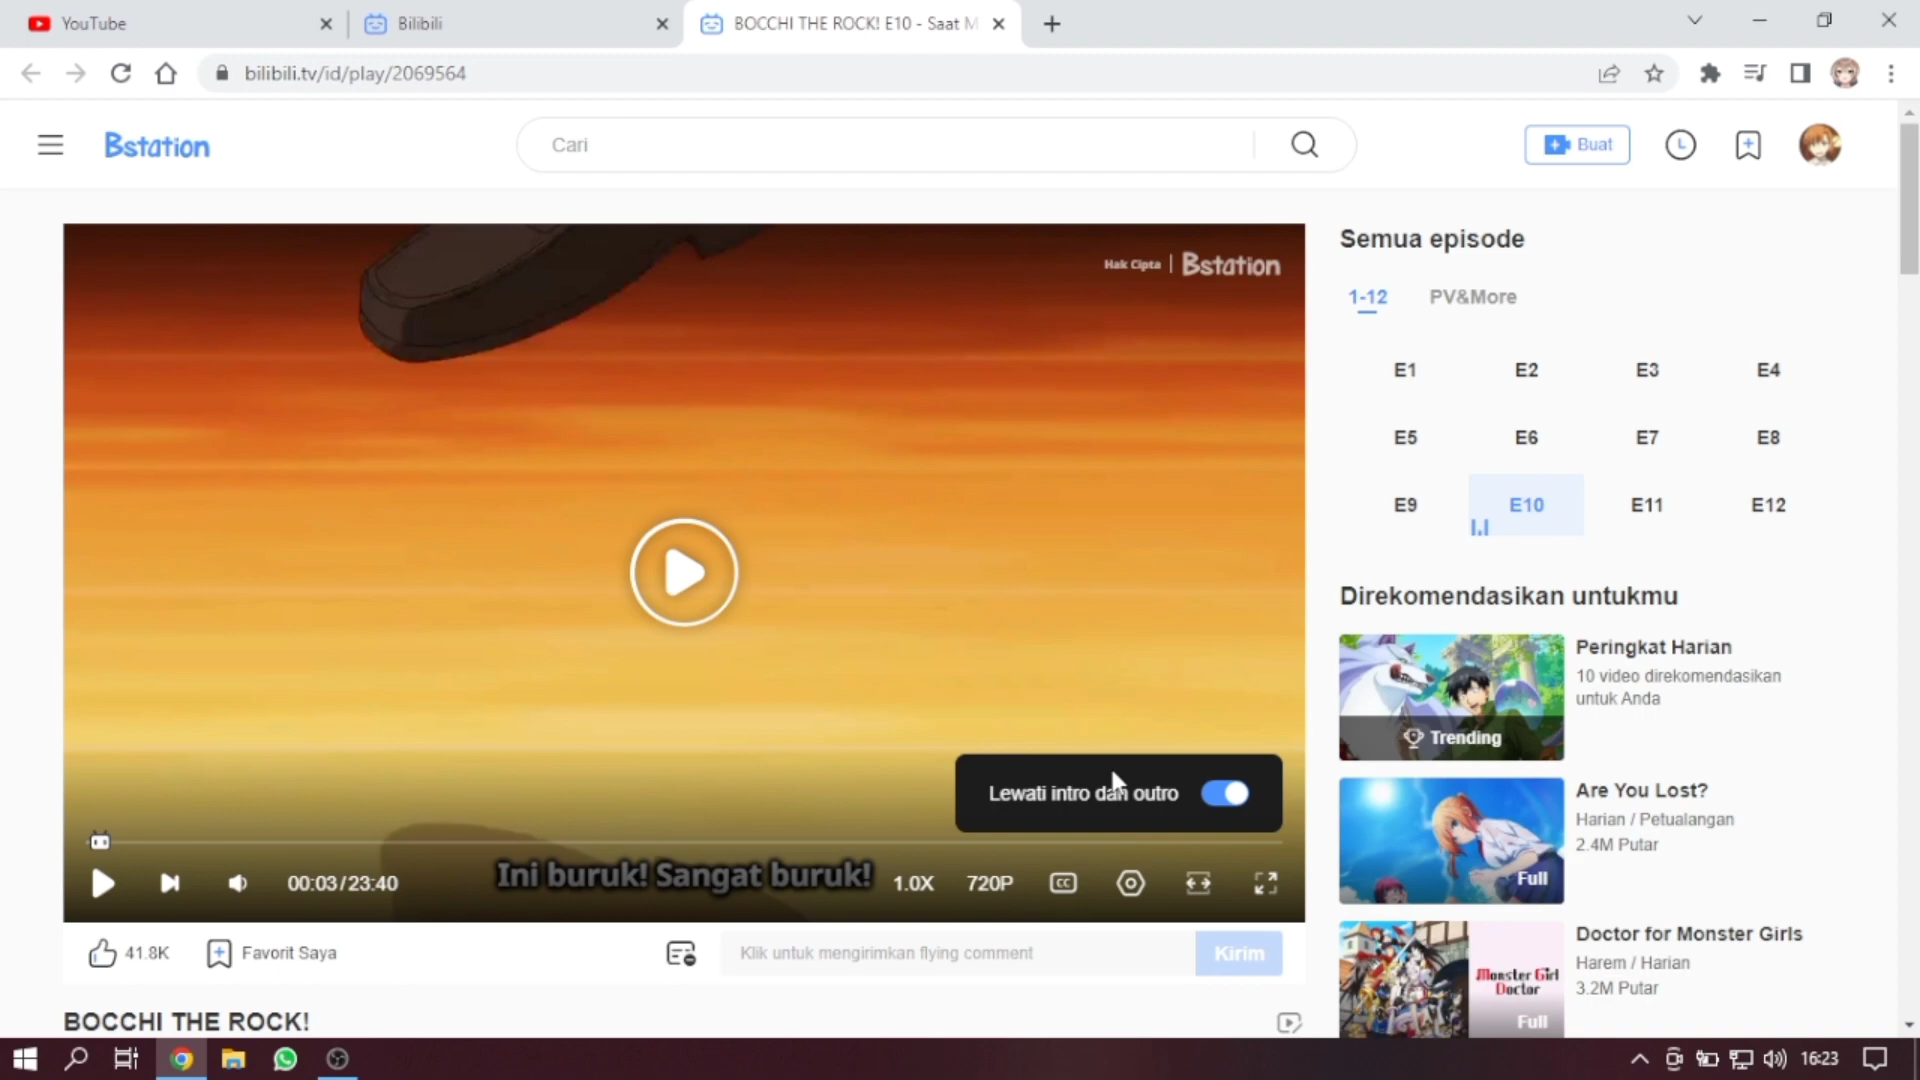 YouTube
Bilibili
BOCCHI THE ROCK! E10 - Saat M
bilibili.tv/id/play/2069564
Bstation
Cari
Buat
Hak Cipta | Bstation
Lewati intro dan outro
Ini buruk! Sangat buruk!
00:03/23:40
1.0X
720P
CC
41.8K
Favorit Saya
Klik untuk mengirimkan flying comment
Kirim
BOCCHI THE ROCK!
Semua episode
1-12
PV&More
E1 E2 E3 E4
E5 E6 E7 E8
E9 E10 E11 E12
Direkomendasikan untukmu
Trending
Peringkat Harian
10 video direkomendasikan
untuk Anda
Full
Are You Lost?
Harian / Petualangan
2.4M Putar
Monster Girl
Doctor
Full
Doctor for Monster Girls
Harem / Harian
3.2M Putar
16:23